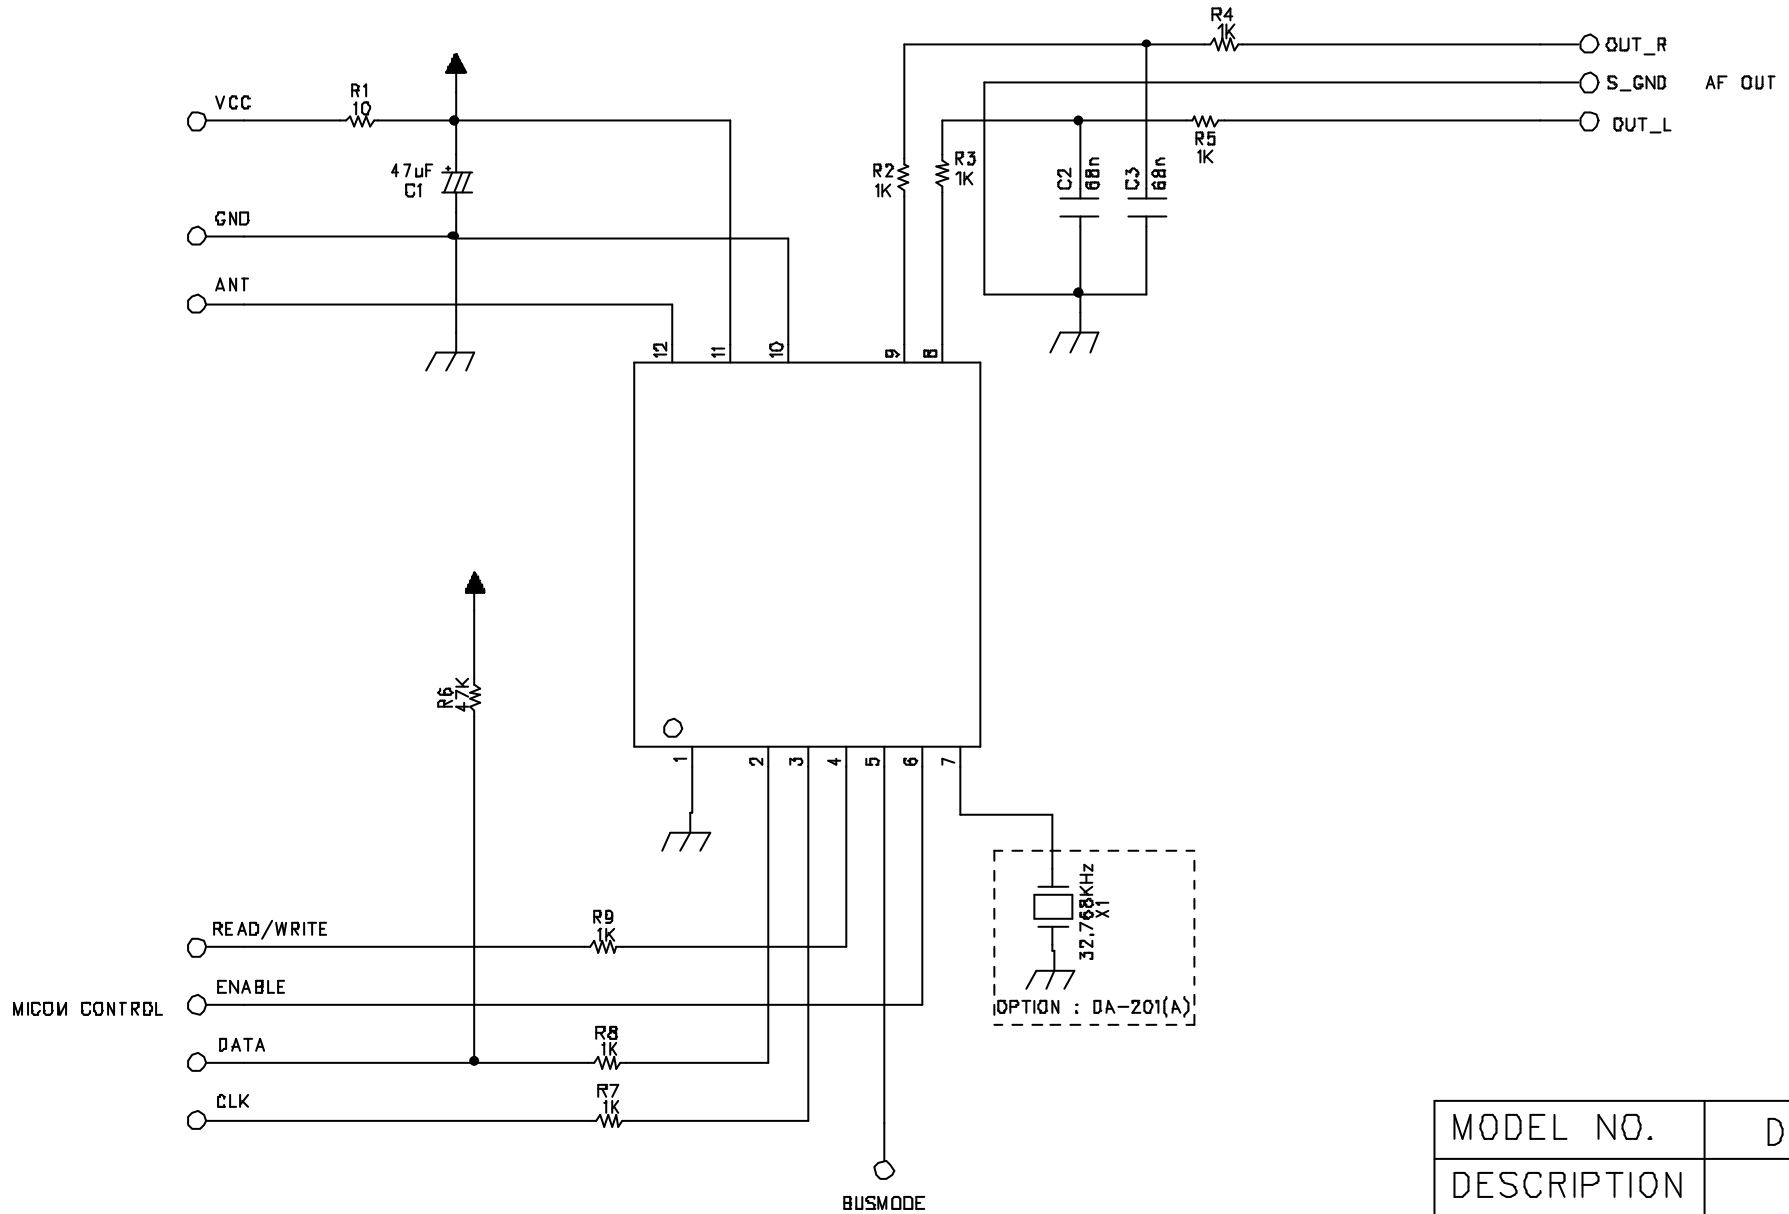 R4
1K
OUT_R
S_GND AF OUT
OUT_L
R1
10
VCC
R5
1K
47uF
+
C1
R2
1K
R3
1K
C2
68n
C3
68n
GND
ANT
12
11
10
9
8
R6
4.7K
1
2
3
4
5
6
7
32.768KHz
X1
OPTION : DA-201(A)
READ/WRITE
R9
1K
ENABLE
MICOM CONTROL
DATA
R8
1K
CLK
R7
1K
BUSMODE
MODEL NO. D
DESCRIPTION